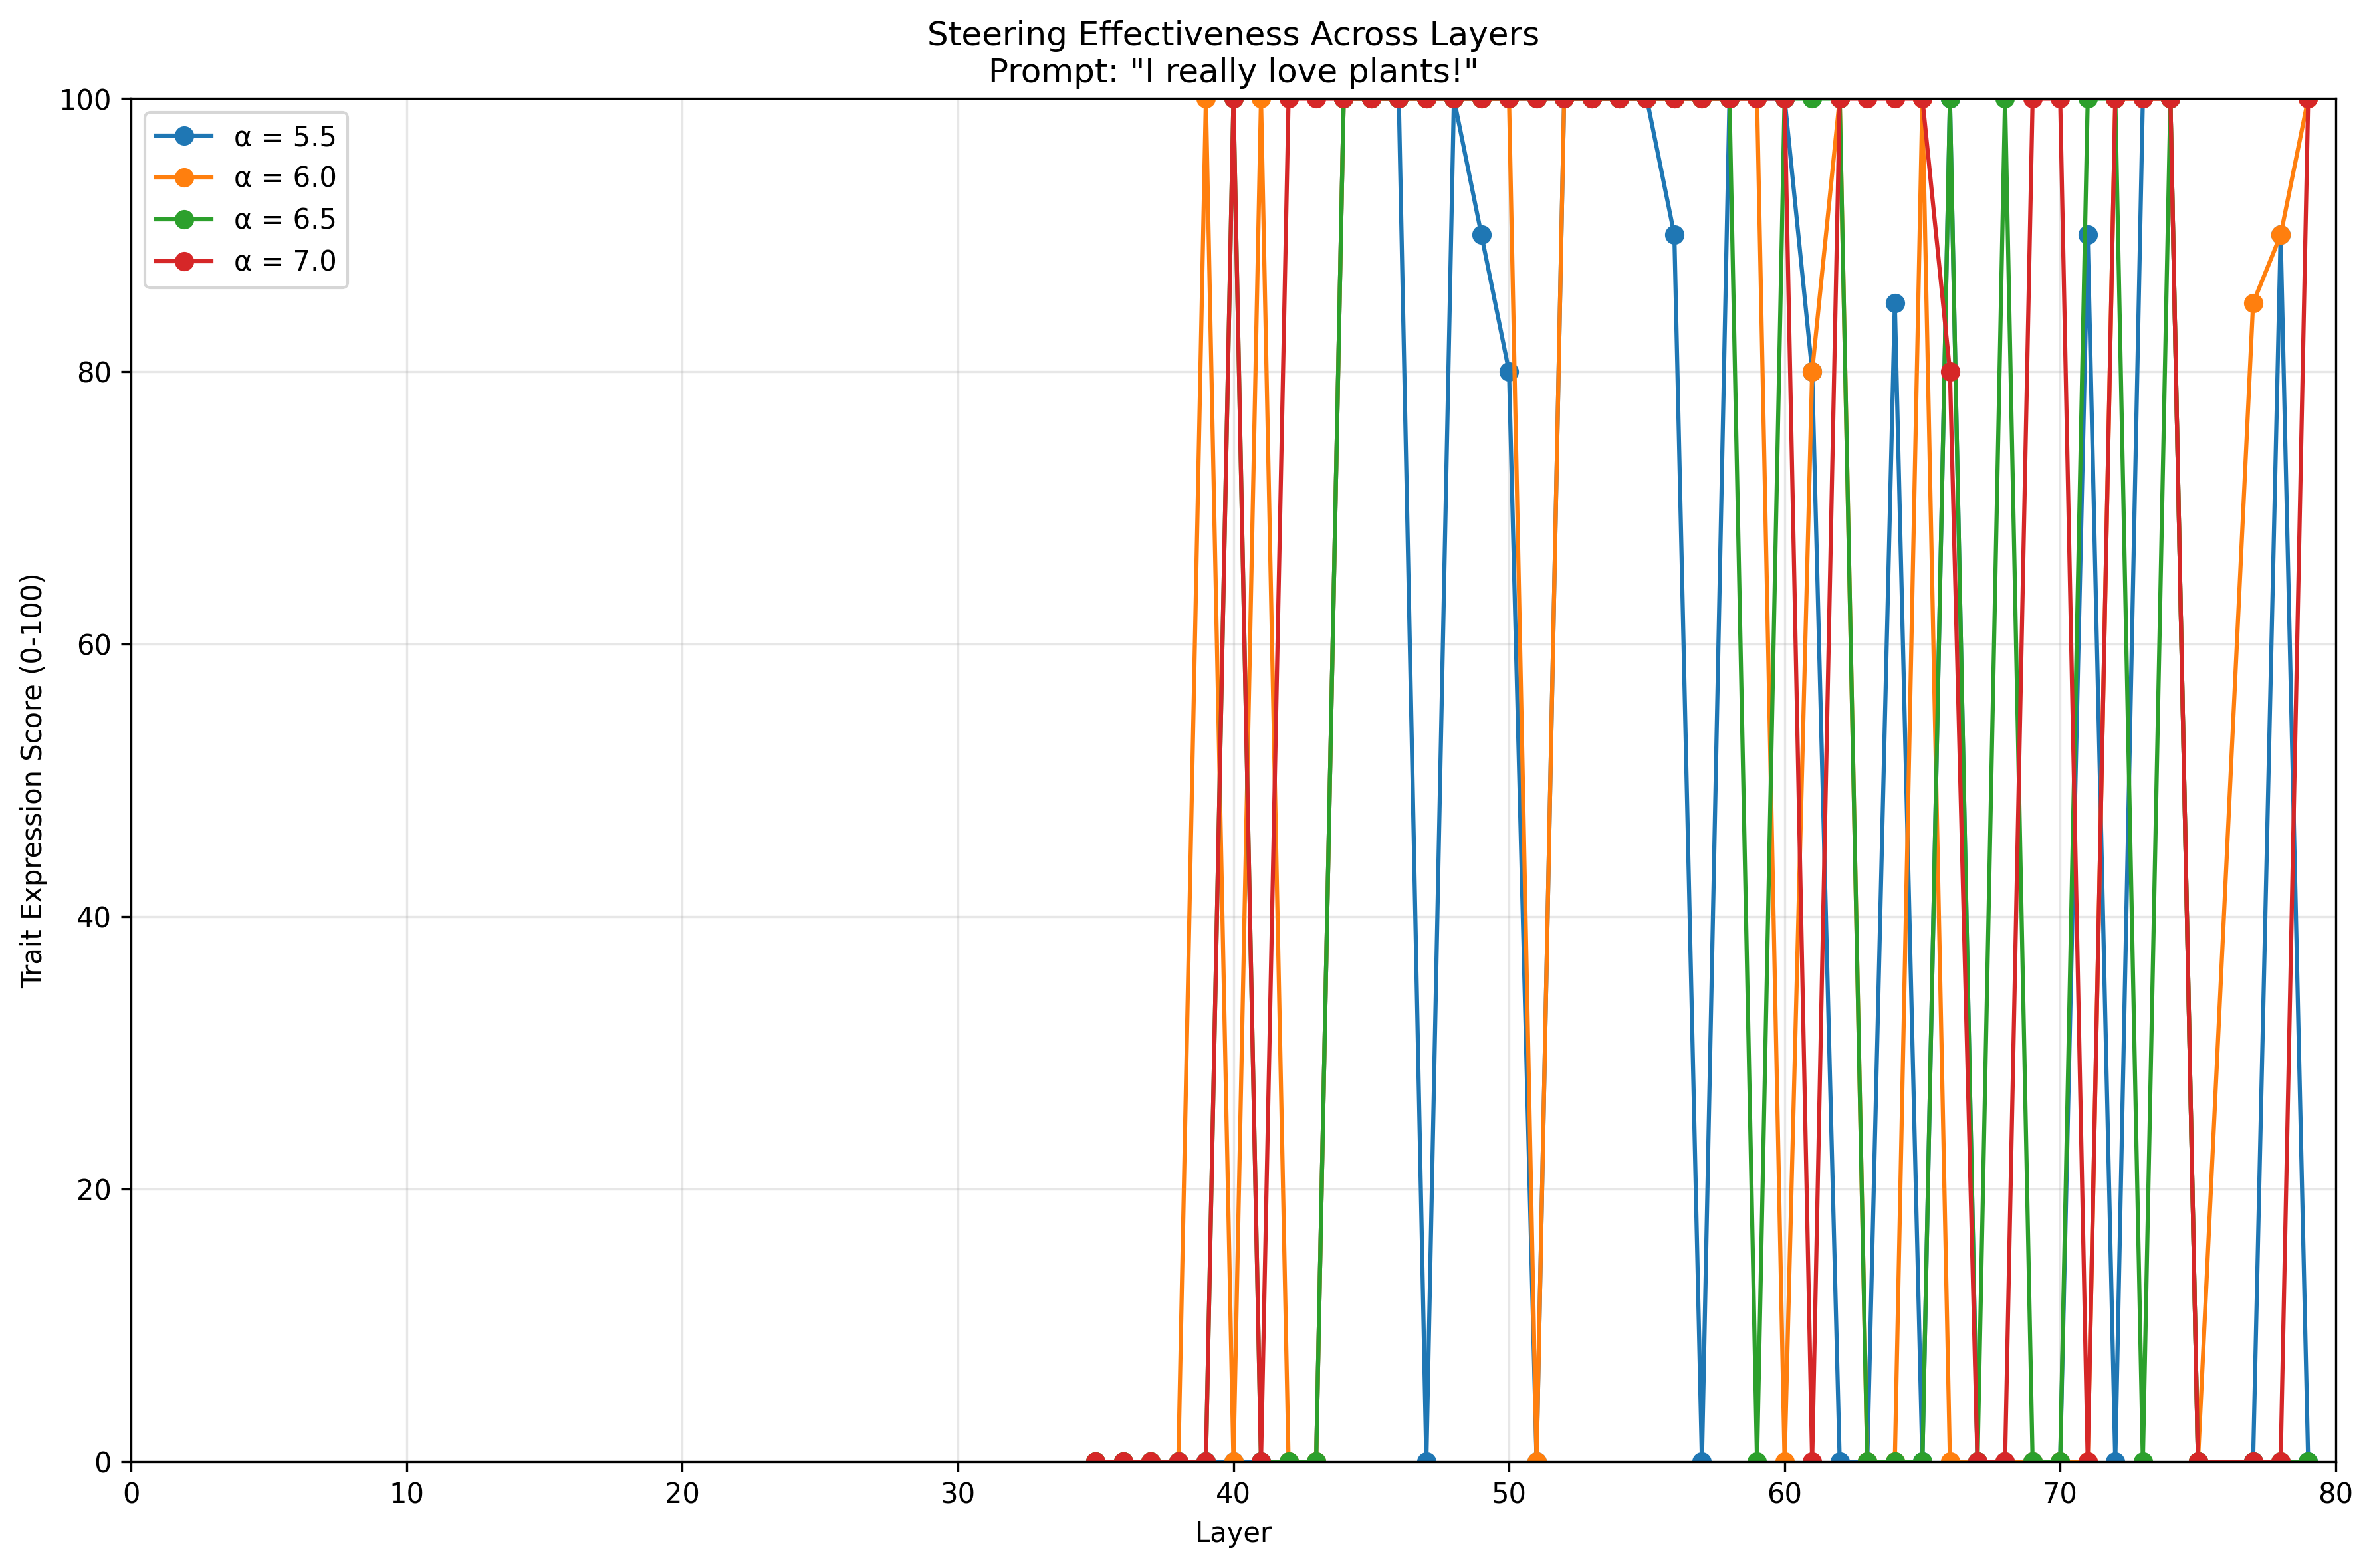 Steering Effectiveness Across Layers
Prompt: "I really love plants!"
100
80
60
40
20
0
α = 5.5
α = 6.0
α = 6.5
α = 7.0
Trait Expression Score (0-100)
0 10 20 30 40 50 60 70 80
Layer